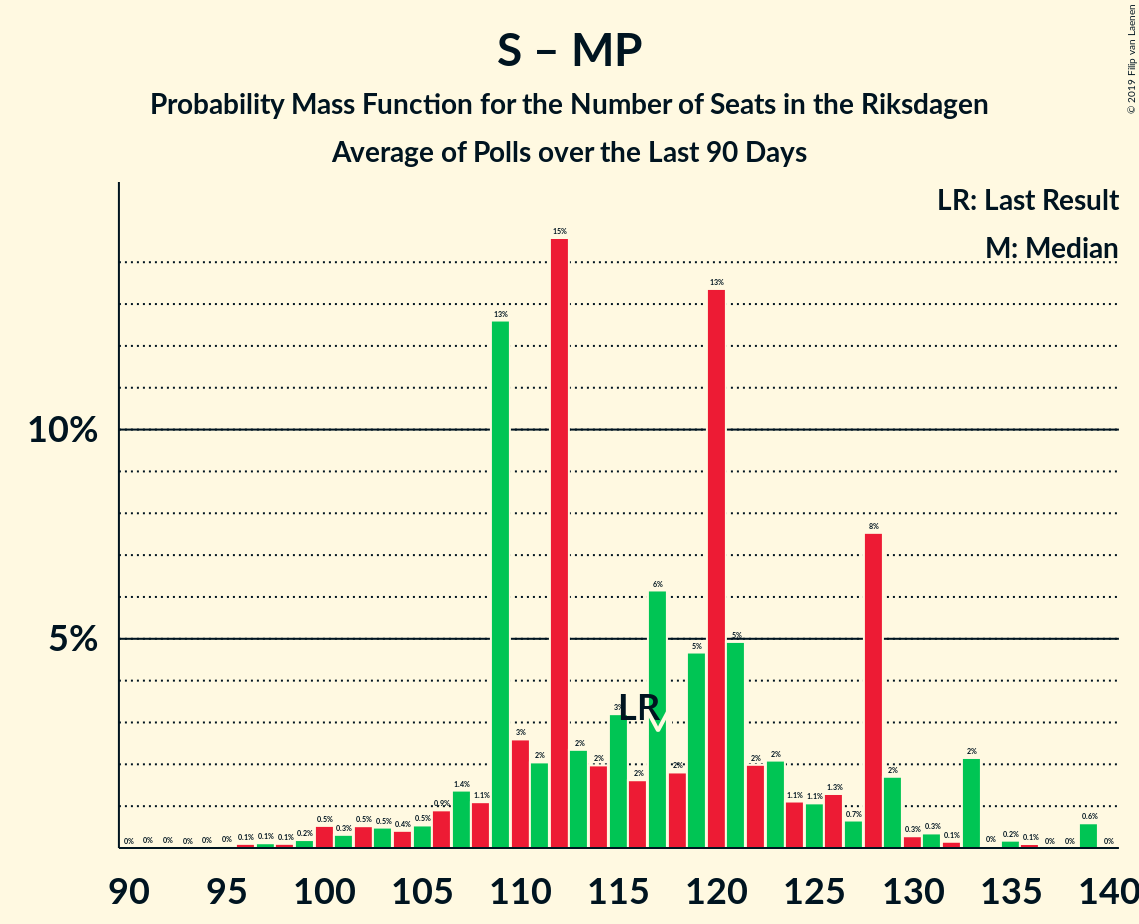 S – MP
Probability Mass Function for the Number of Seats in the Riksdagen
Average of Polls over the Last 90 Days
© 2019 Filip van Laenen
LR: Last Result
M: Median
10%
5%
0% 0% 0% 0% 0% 0% 0.1% 0.1% 0.1% 0.2% 0.5% 0.3% 0.5% 0.5% 0.4% 0.5% 0.9% 1.4% 1.1% 13% 3% 2% 15% 2% 2% 3% 2% 6% 2% 5% 13% 5% 2% 2% 1.1% 1.1% 1.3% 0.7% 8% 2% 0.3% 0.3% 0.1% 2% 0% 0.2% 0.1% 0% 0% 0.6% 0%
LR
90 95 100 105 110 115 120 125 130 135 140